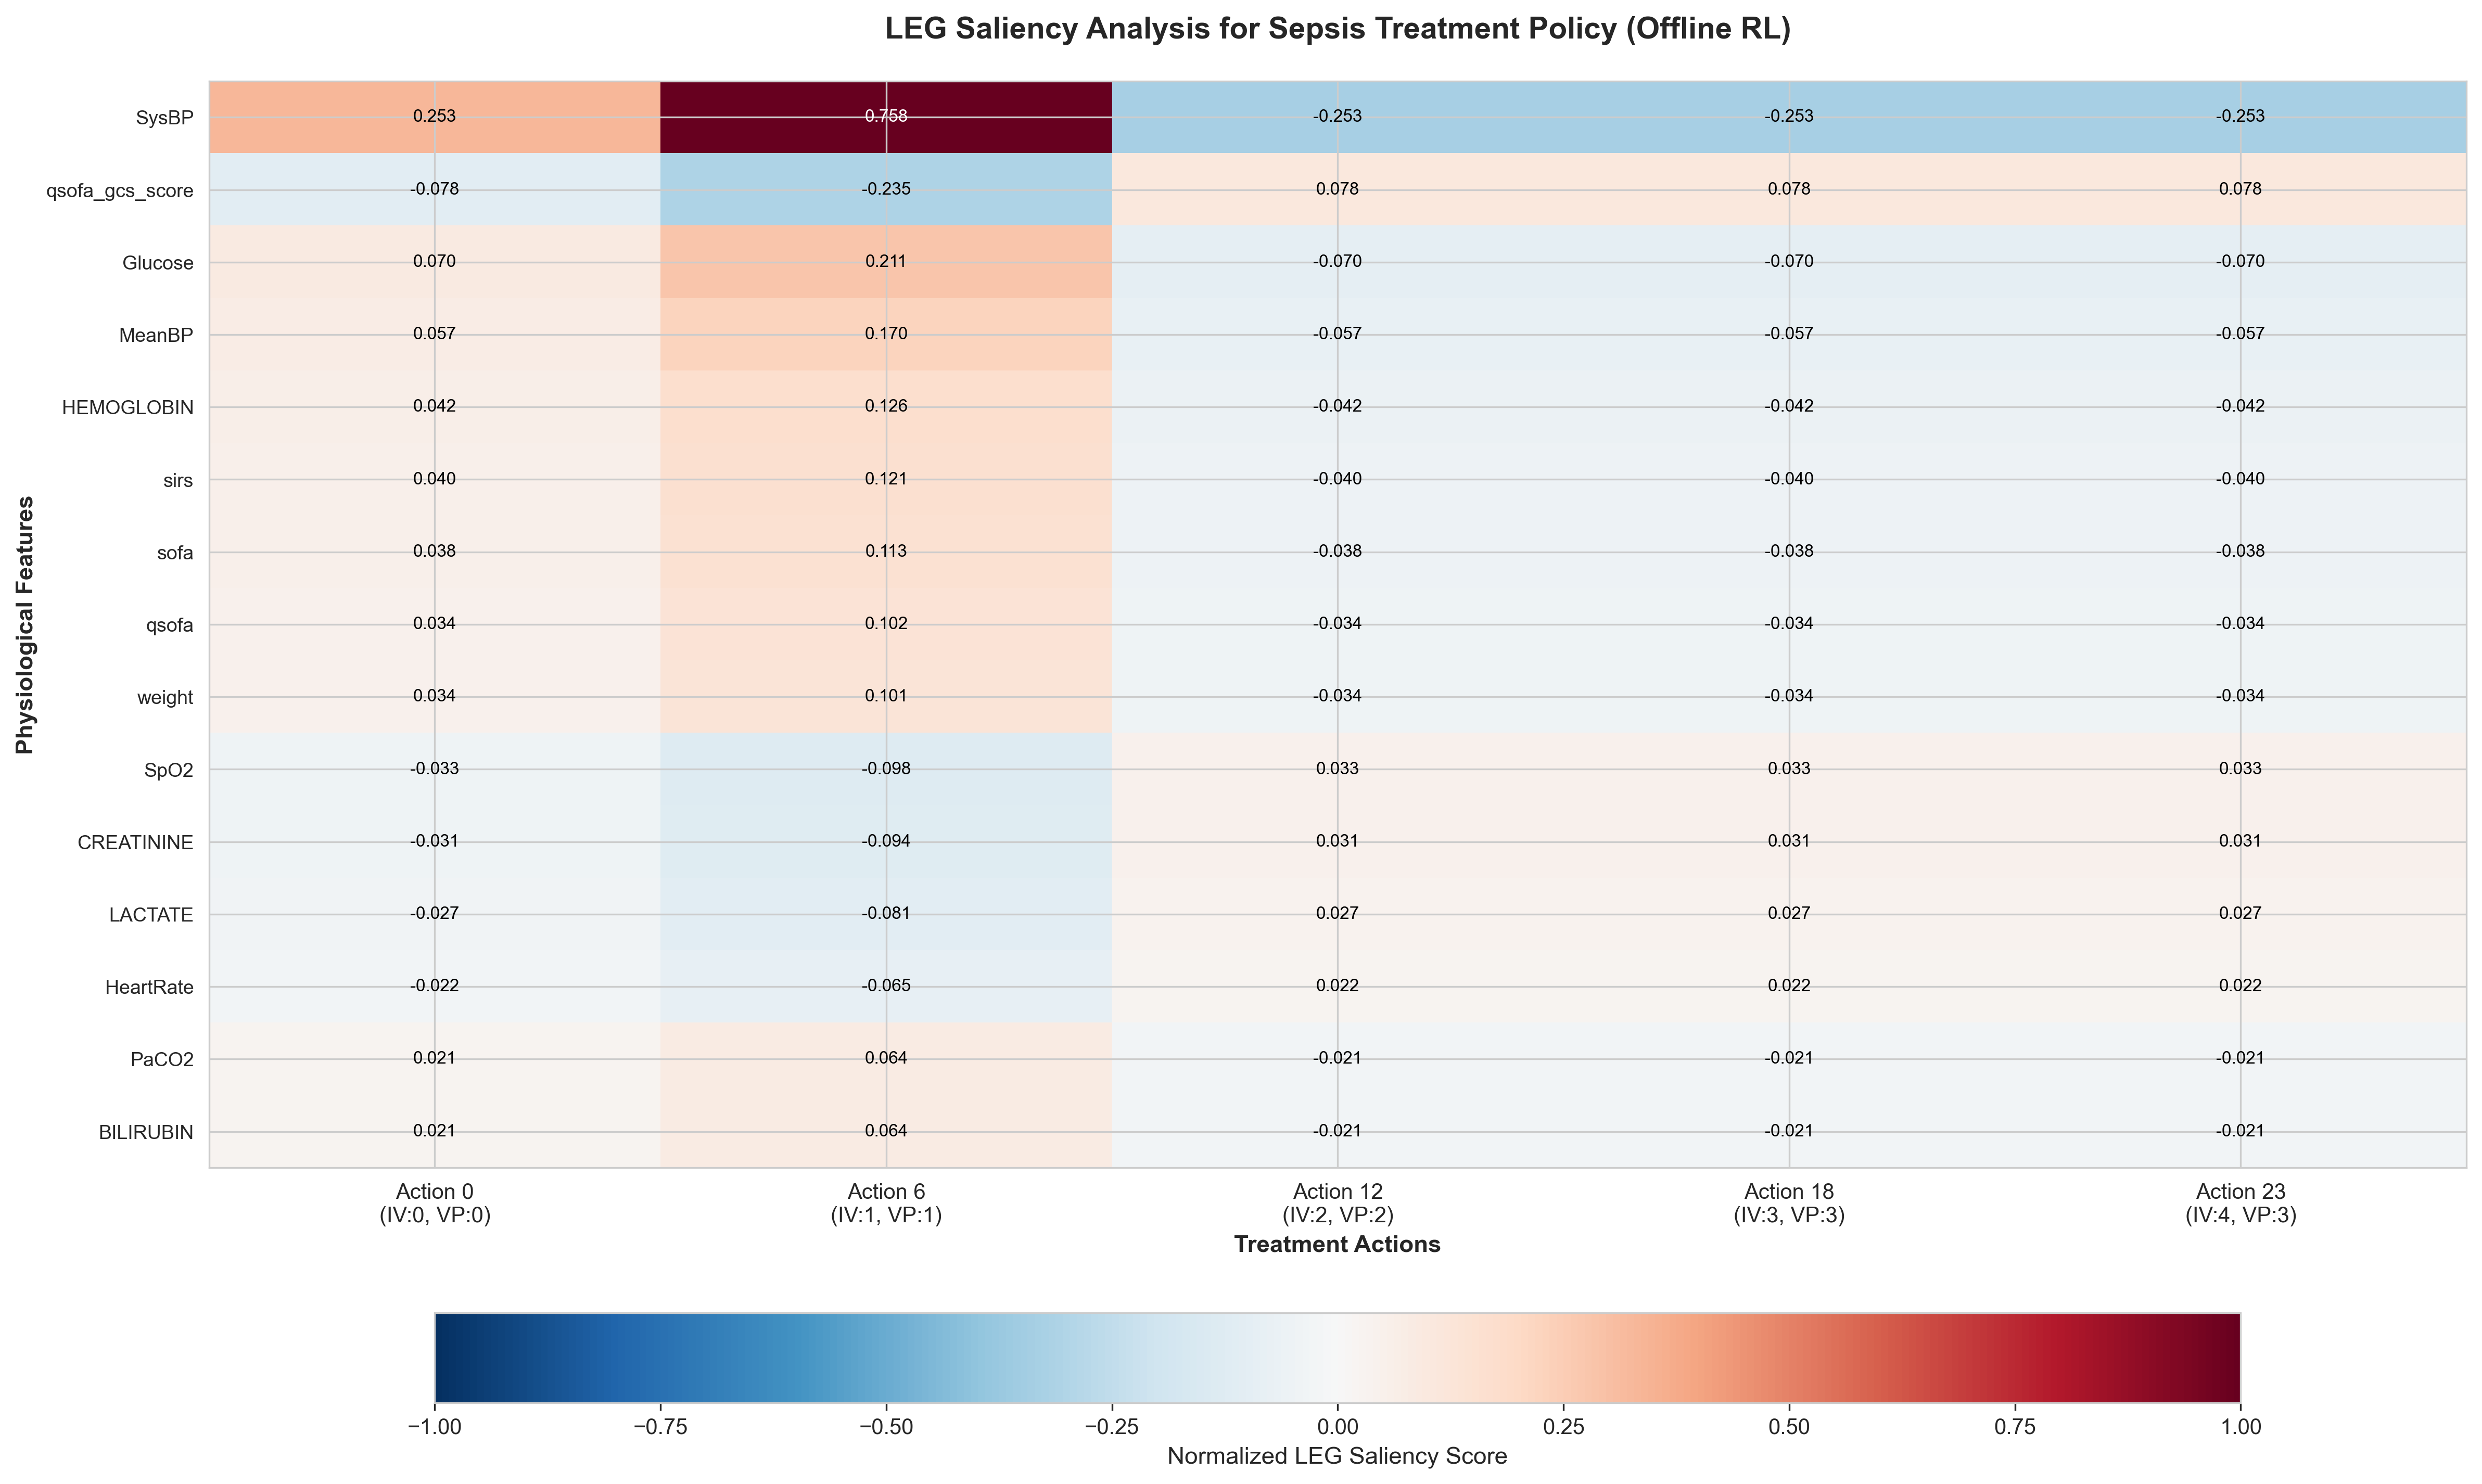 LEG Saliency Analysis for Sepsis Treatment Policy (Offline RL)
Physiological Features
SysBP 0.253 0.758 -0.253 -0.253 -0.253
qsofa_gcs_score -0.078 -0.235 0.078 0.078 0.078
Glucose 0.070 0.211 -0.070 -0.070 -0.070
MeanBP 0.057 0.170 -0.057 -0.057 -0.057
HEMOGLOBIN 0.042 0.126 -0.042 -0.042 -0.042
sirs 0.040 0.121 -0.040 -0.040 -0.040
sofa 0.038 0.113 -0.038 -0.038 -0.038
qsofa 0.034 0.102 -0.034 -0.034 -0.034
weight 0.034 0.101 -0.034 -0.034 -0.034
SpO2 -0.033 -0.098 0.033 0.033 0.033
CREATININE -0.031 -0.094 0.031 0.031 0.031
LACTATE -0.027 -0.081 0.027 0.027 0.027
HeartRate -0.022 -0.065 0.022 0.022 0.022
PaCO2 0.021 0.064 -0.021 -0.021 -0.021
BILIRUBIN 0.021 0.064 -0.021 -0.021 -0.021
Action 0 Action 6 Action 12 Action 18 Action 23
(IV:0, VP:0) (IV:1, VP:1) (IV:2, VP:2) (IV:3, VP:3) (IV:4, VP:3)
Treatment Actions
−1.00 −0.75 −0.50 −0.25 0.00 0.25 0.50 0.75 1.00
Normalized LEG Saliency Score